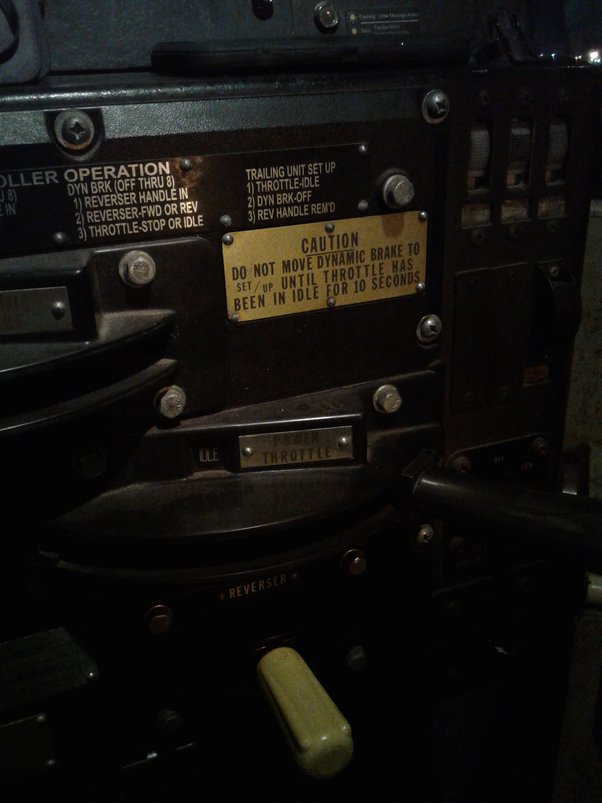 OLLER OPERATION
DYN BRK (OFF THRU 8)
1) REVERSER HANDLE IN
2) REVERSER-FWD OR REV
3) THROTTLE-STOP OR IDLE
TRAILING UNIT SET UP
1) THROTTLE-IDLE
2) DYN BRK-OFF
3) REV HANDLE REM'D
CAUTION
DO NOT MOVE DYNAMIC BRAKE TO
SET/UP UNTIL THROTTLE HAS
BEEN IN IDLE FOR 10 SECONDS
POWER
THROTTLE
REVERSER
OFF